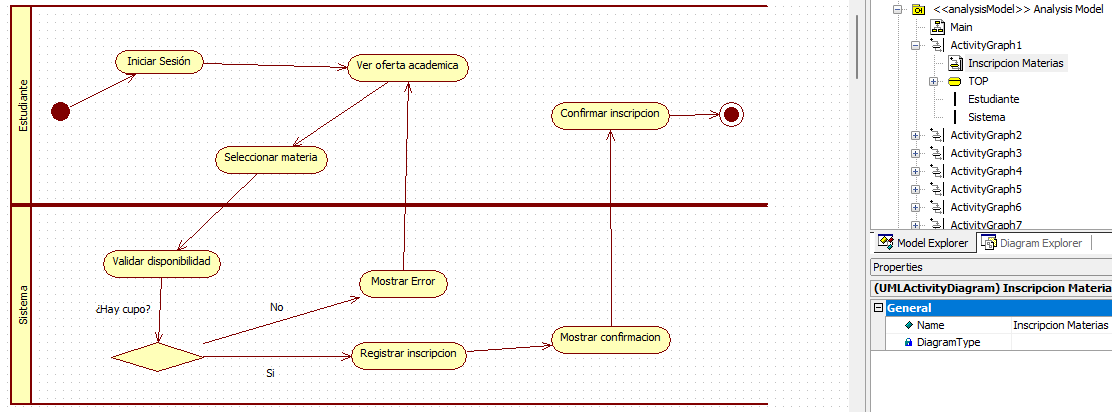 Estudiante
Iniciar Sesión
Ver oferta academica
Confirmar inscripcion
Seleccionar materia
Sistema
Validar disponibilidad
¿Hay cupo?
No
Mostrar Error
Si
Registrar inscripcion
Mostrar confirmacion
<<analysisModel>> Analysis Model
Main
ActivityGraph1
Inscripcion Materias
TOP
Estudiante
Sistema
ActivityGraph2
ActivityGraph3
ActivityGraph4
ActivityGraph5
ActivityGraph6
ActivityGraph7
Model Explorer
Diagram Explorer
Properties
(UMLActivityDiagram) Inscripcion Materia
General
Name Inscripcion Materias
DiagramType